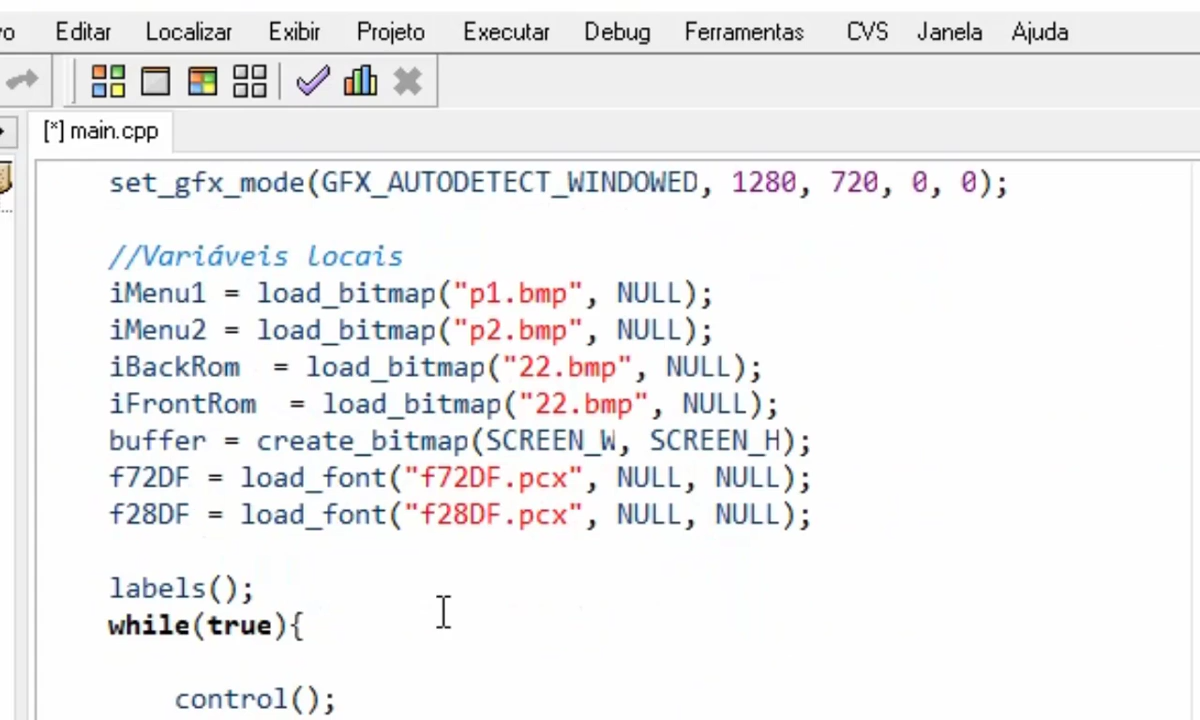 vo Editar Localizar Exibir Projeto Executar Debug Ferramentas CVS Janela Ajuda
[*] main.cpp
set_gfx_mode(GFX_AUTODETECT_WINDOWED, 1280, 720, 0, 0);
//Variáveis locais
iMenu1 = load_bitmap("p1.bmp", NULL);
iMenu2 = load_bitmap("p2.bmp", NULL);
iBackRom  = load_bitmap("22.bmp", NULL);
iFrontRom  = load_bitmap("22.bmp", NULL);
buffer = create_bitmap(SCREEN_W, SCREEN_H);
f72DF = load_font("f72DF.pcx", NULL, NULL);
f28DF = load_font("f28DF.pcx", NULL, NULL);
labels();
while(true){
control();